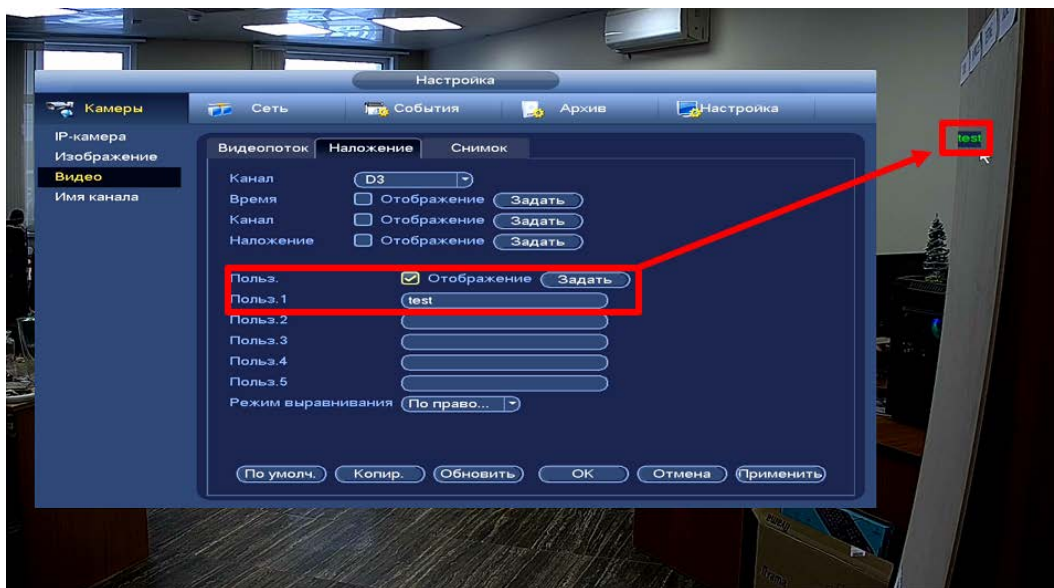 Настройка
Камеры
Сеть
События
Архив
Настройка
IP-камера
Изображение
Видео
Имя канала
Видеопоток
Наложение
Снимок
Канал
D3
Время
Отображение
Задать
Канал
Отображение
Задать
Наложение
Отображение
Задать
Польз.
Отображение
Задать
Польз.1
test
Польз.2
Польз.3
Польз.4
Польз.5
Режим выравнивания
По право...
По умолч.
Копир.
Обновить
OK
Отмена
Применить
test